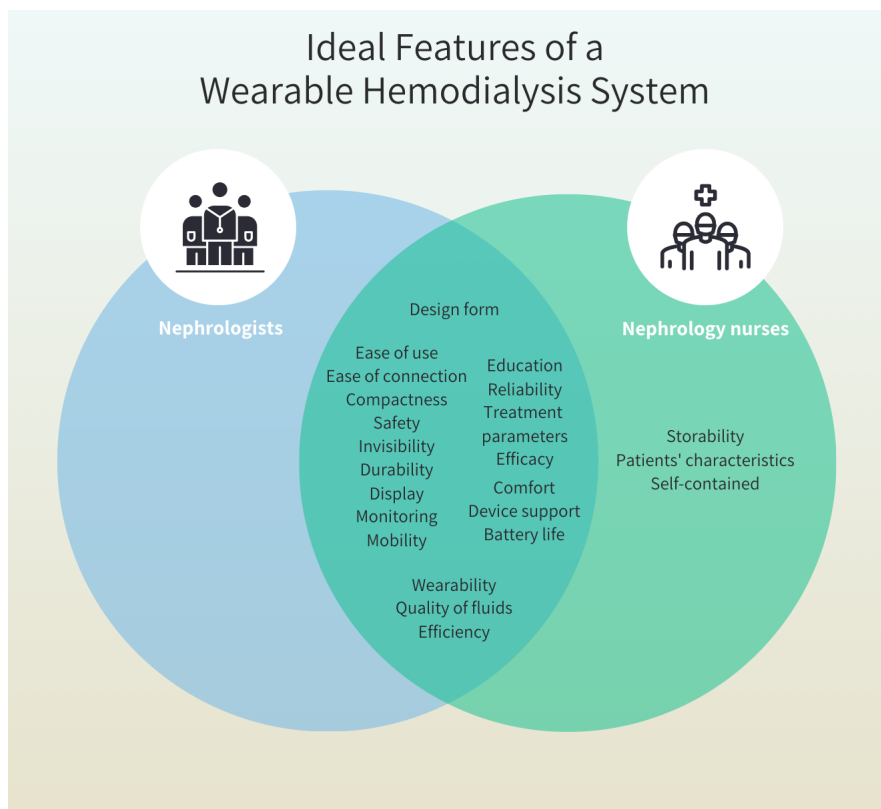 Ideal Features of a
Wearable Hemodialysis System
Nephrologists
Nephrology nurses
Design form
Ease of use
Ease of connection
Compactness
Safety
Invisibility
Durability
Display
Monitoring
Mobility
Education
Reliability
Treatment
parameters
Efficacy
Comfort
Device support
Battery life
Wearability
Quality of fluids
Efficiency
Storability
Patients' characteristics
Self-contained